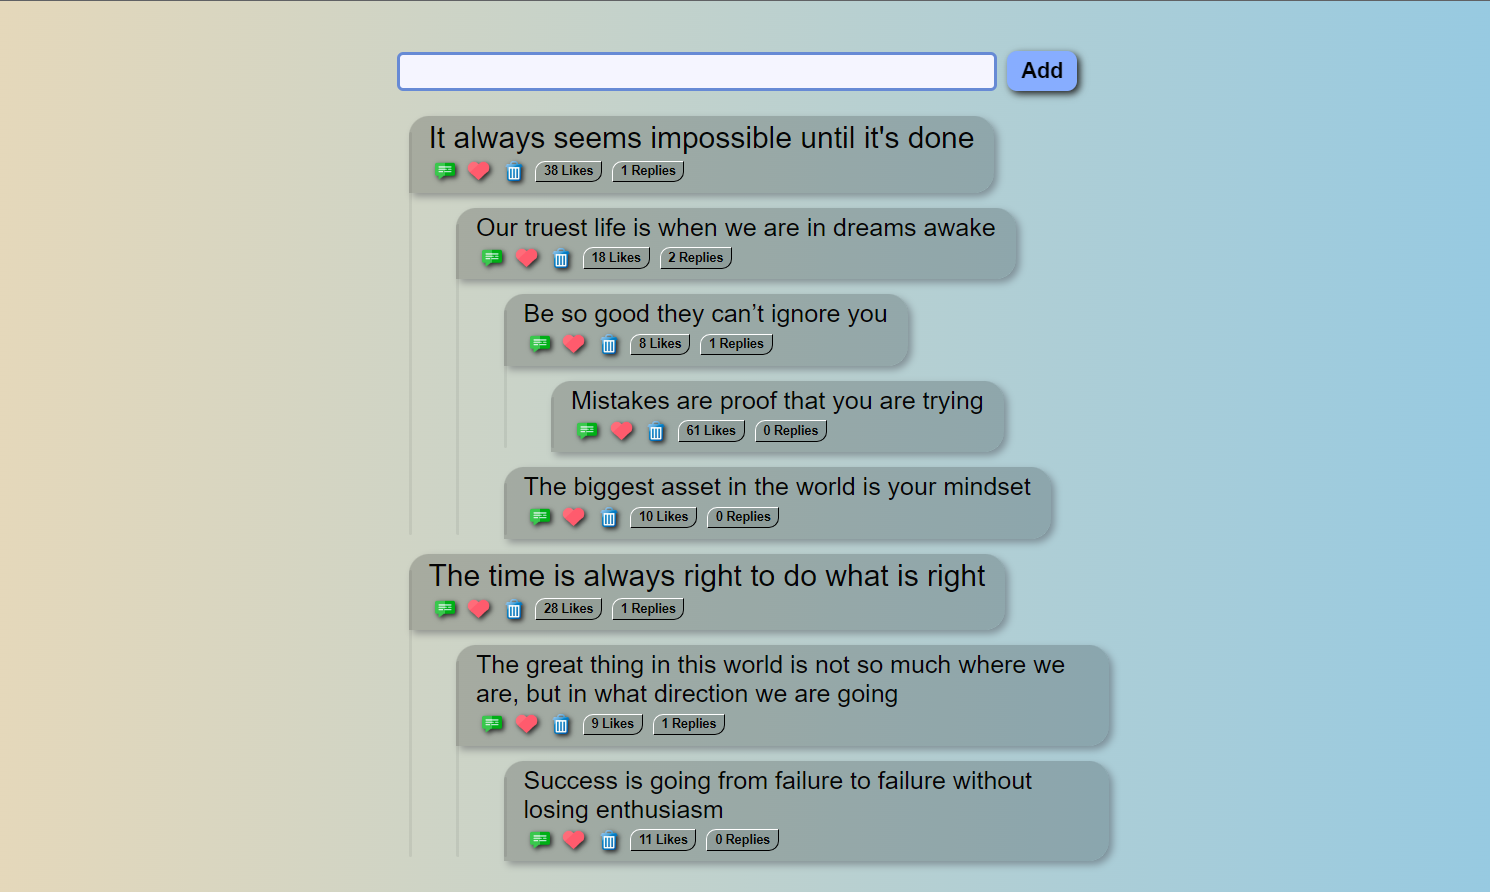 Add
It always seems impossible until it's done
38 Likes 1 Replies
Our truest life is when we are in dreams awake
18 Likes 2 Replies
Be so good they can’t ignore you
8 Likes 1 Replies
Mistakes are proof that you are trying
61 Likes 0 Replies
The biggest asset in the world is your mindset
10 Likes 0 Replies
The time is always right to do what is right
28 Likes 1 Replies
The great thing in this world is not so much where we
are, but in what direction we are going
9 Likes 1 Replies
Success is going from failure to failure without
losing enthusiasm
11 Likes 0 Replies